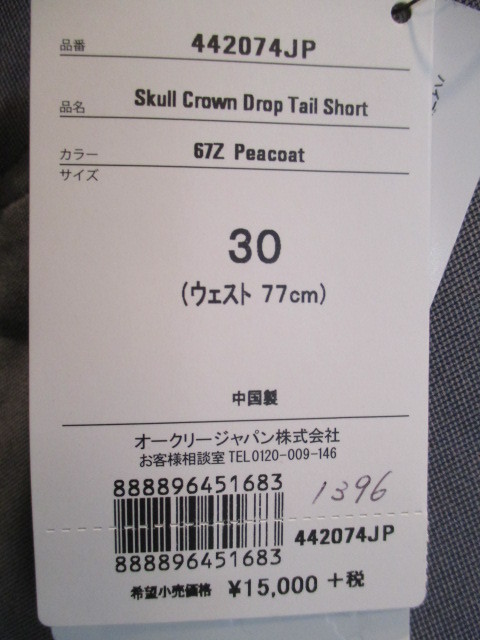 品番 442074JP
品名 Skull Crown Drop Tail Short
カラー 67Z Peacoat
サイズ
30
(ウェスト 77cm)
中国製
オークリージャパン株式会社
お客様相談室 TEL0120-009-146
888896451683
1396
442074JP
888896451683
希望小売価格 ¥15,000 +税